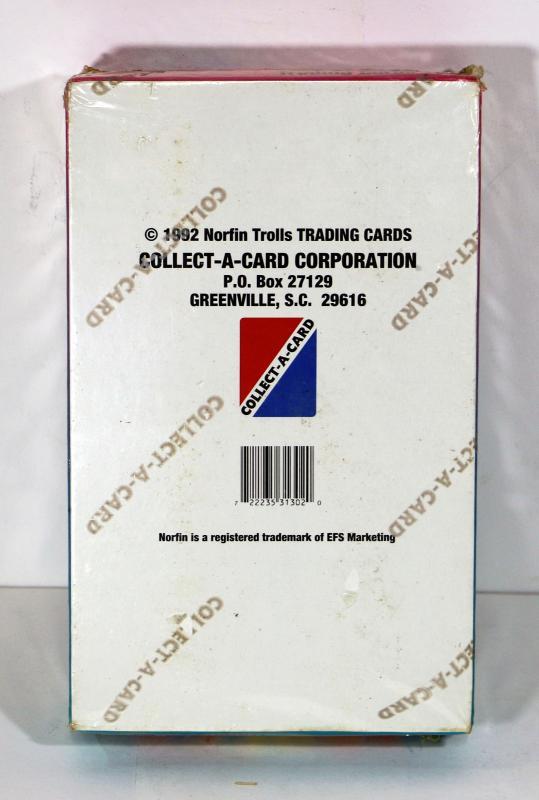 © 1992 Norfin Trolls TRADING CARDS
COLLECT-A-CARD CORPORATION
P.O. Box 27129
GREENVILLE, S.C. 29616
COLLECT-A-CARD
7 22235 31302 0
Norfin is a registered trademark of EFS Marketing
COLLECT-A-CARD
COLLECT-A-CARD
COLLECT-A-CARD
COLLECT-A-CARD
COLLECT-A-CARD
COLLECT-A-CARD